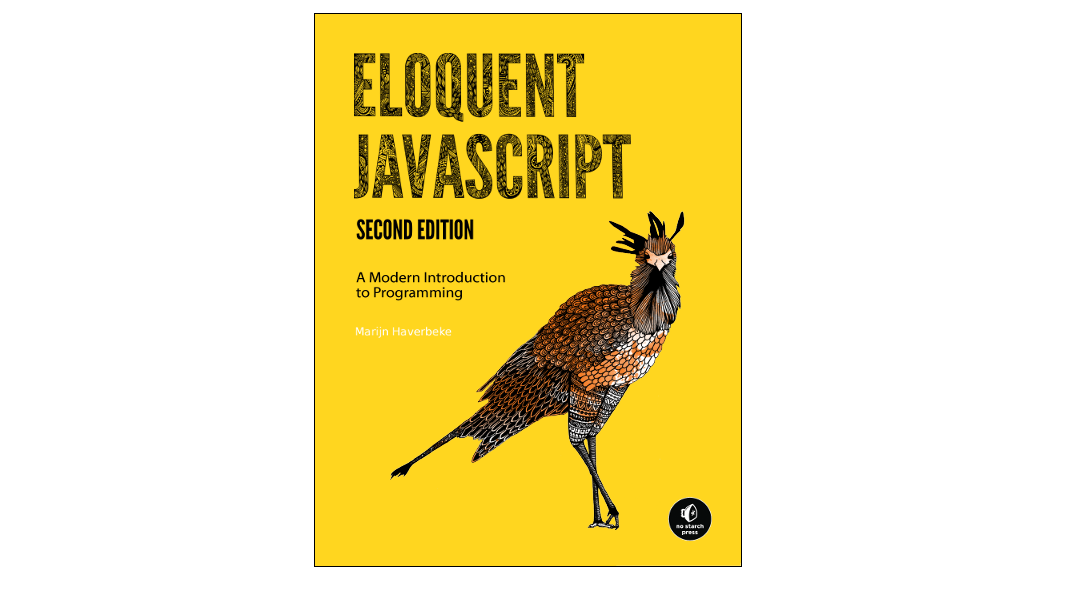 ELOQUENT
JAVASCRIPT
SECOND EDITION
A Modern Introduction
to Programming
Marijn Haverbeke
no starch
press